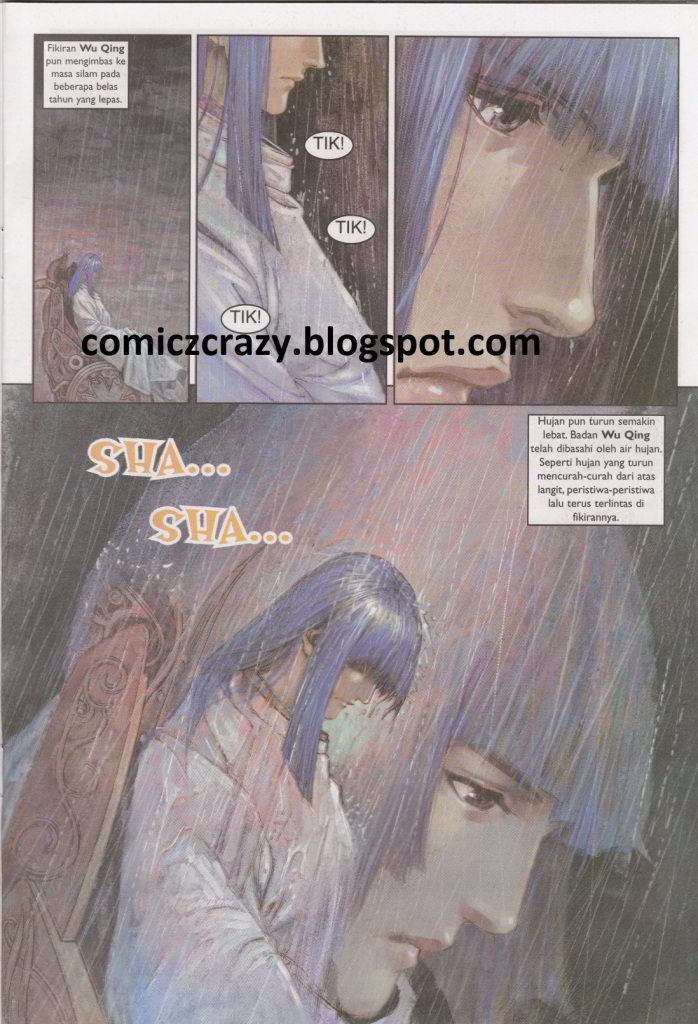 Fikiran Wu Qing
pun mengimbas ke
masa silam pada
beberapa belas
tahun yang lepas.
TIK!
TIK!
TIK!
comiczcrazy.blogspot.com
Hujan pun turun semakin
lebat. Badan Wu Qing
telah dibasahi oleh air hujan.
Seperti hujan yang turun
mencurah-curah dari atas
langit, peristiwa-peristiwa
lalu terus terlintas di
fikirannya.
SHA...
SHA...